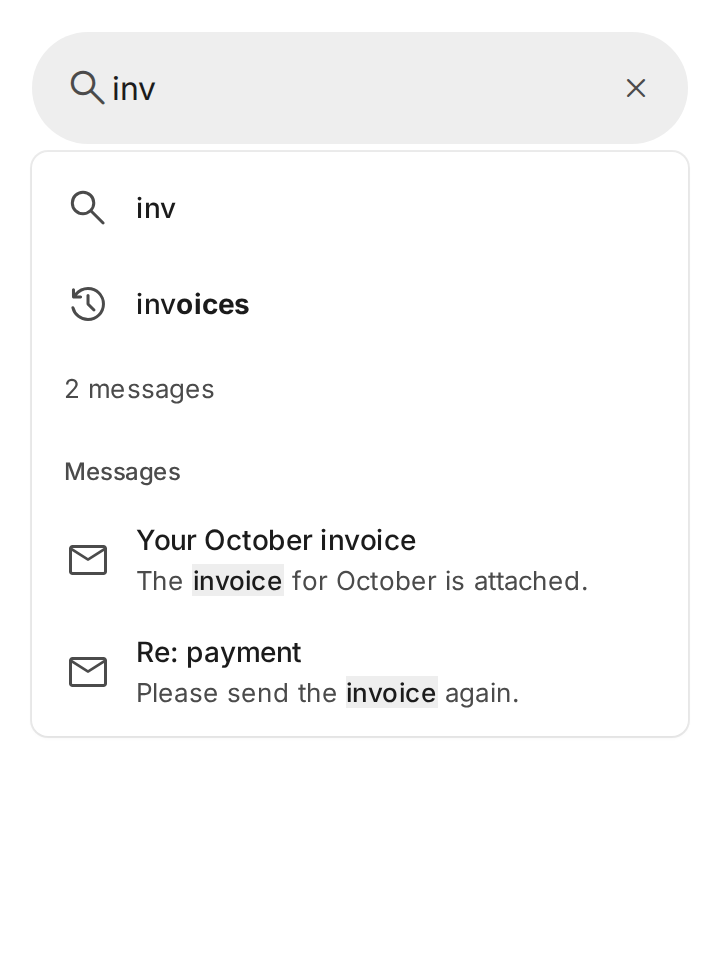 inv
inv
invoices
2 messages
Messages
Your October invoice
The invoice for October is attached.
Re: payment
Please send the invoice again.